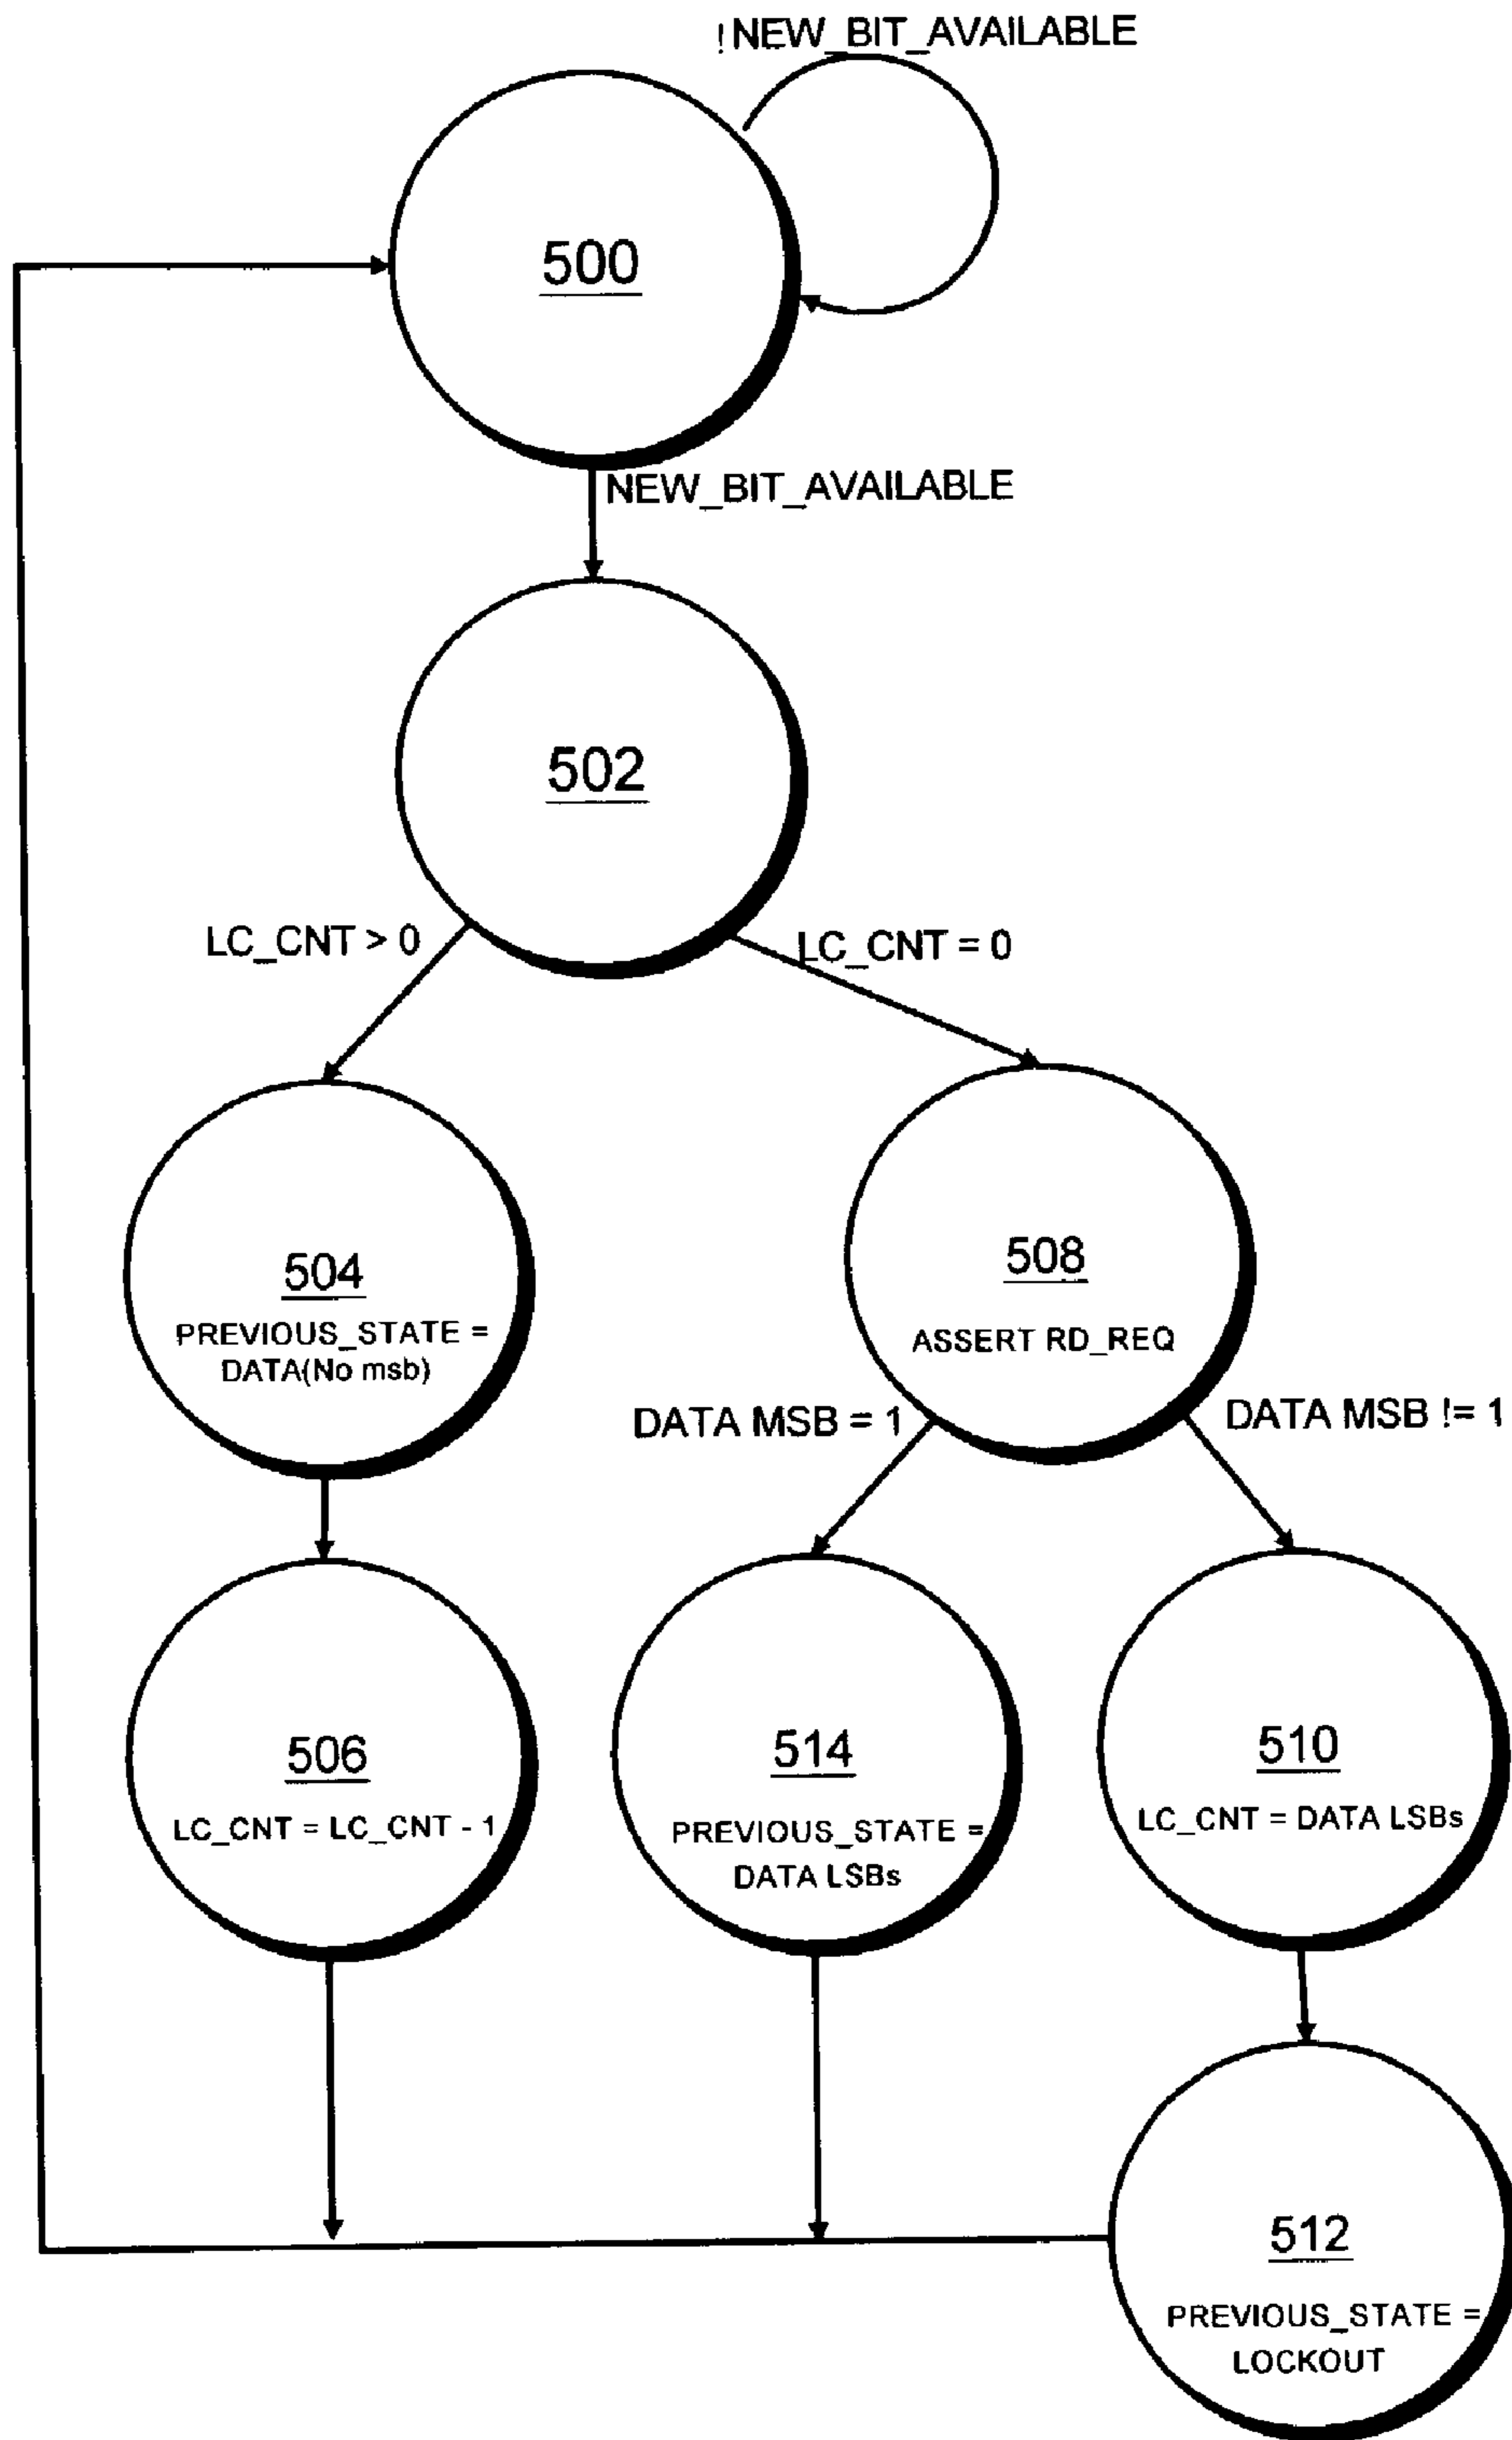 !NEW_BIT_AVAILABLE
500
NEW_BIT_AVAILABLE
502
LC_CNT > 0
LC_CNT = 0
504
PREVIOUS_STATE =
DATA(No msb)
508
ASSERT RD_REQ
DATA MSB = 1
DATA MSB != 1
506
LC_CNT = LC_CNT - 1
514
PREVIOUS_STATE =
DATA LSBs
510
LC_CNT = DATA LSBs
512
PREVIOUS_STATE =
LOCKOUT